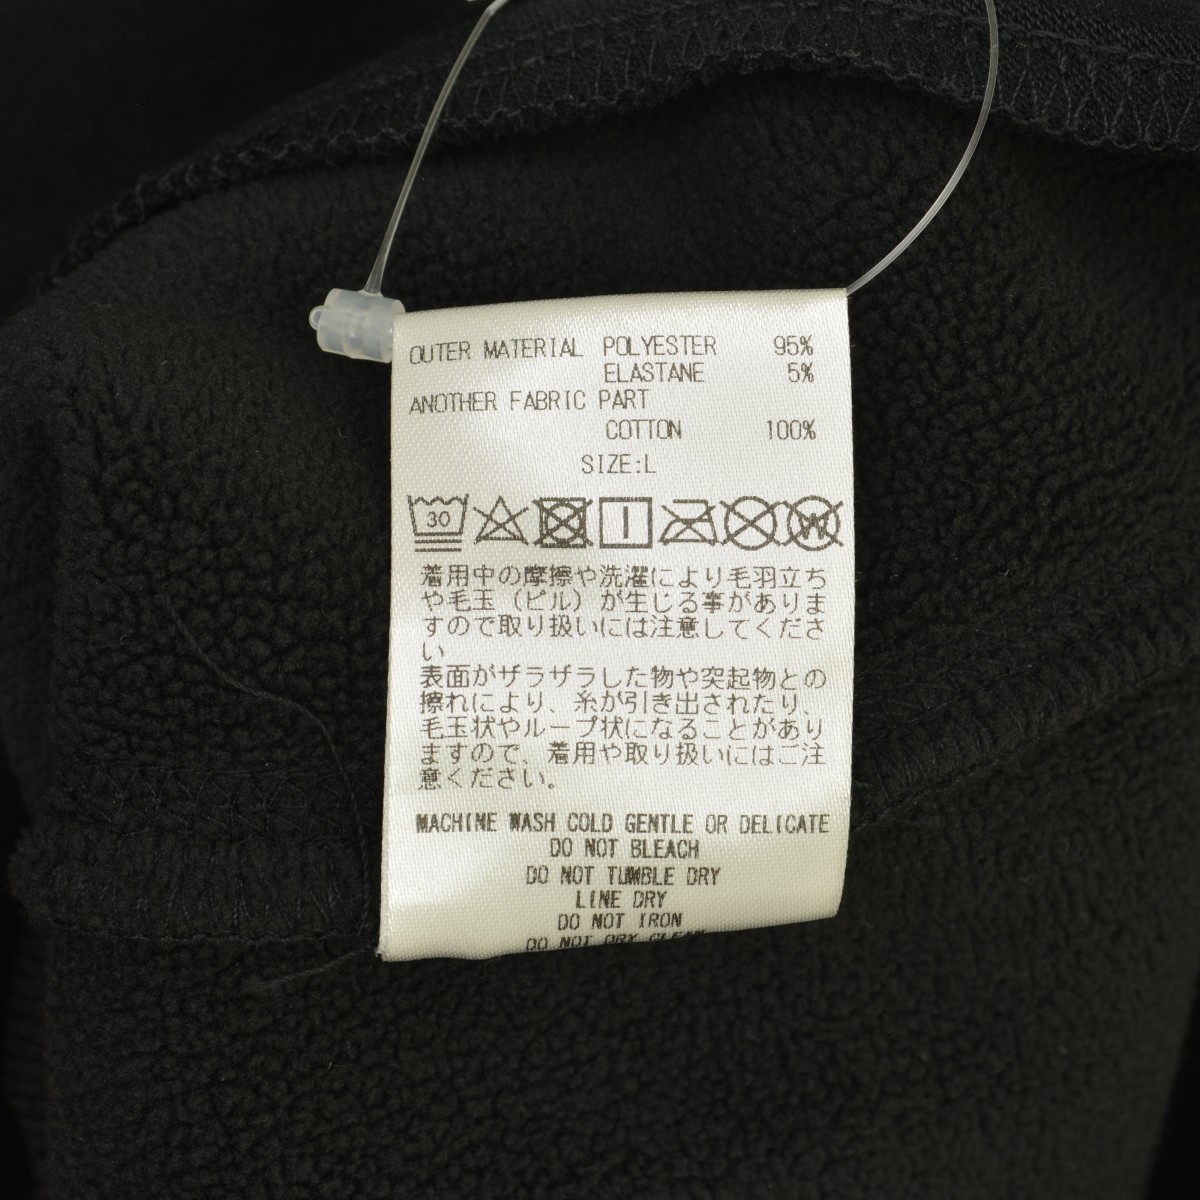 OUTER MATERIAL POLYESTER 95%
ELASTANE 5%
ANOTHER FABRIC PART
COTTON 100%
SIZE:L
30
W
着用中の摩擦や洗濯により毛羽立ち
や毛玉（ピル）が生じる事がありま
すので取り扱いには注意してくださ
い
表面がザラザラした物や突起物との
擦れにより、糸が引き出されたり、
毛玉状やループ状になることがあり
ますので、着用や取り扱いにはご注
意ください。
MACHINE WASH COLD GENTLE OR DELICATE
DO NOT BLEACH
DO NOT TUMBLE DRY
LINE DRY
DO NOT IRON
DO NOT DRY CLEAN